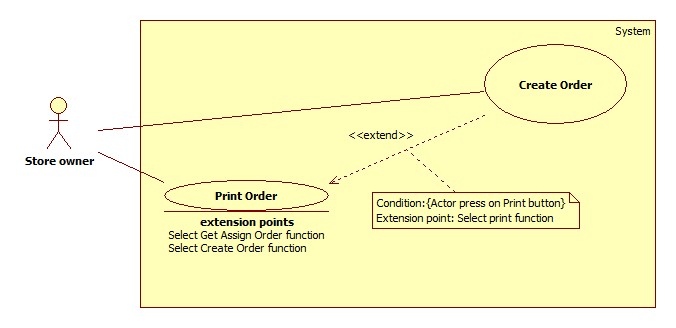 System
Create Order
<<extend>>
Store owner
Print Order
Condition:{Actor press on Print button}
Extension point: Select print function
extension points
Select Get Assign Order function
Select Create Order function